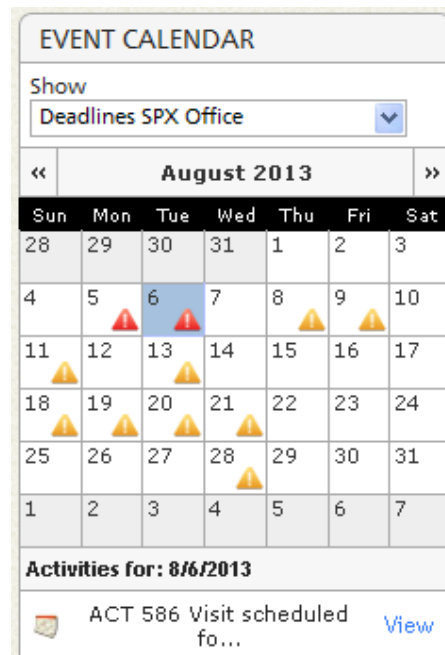 EVENT CALENDAR
Show
Deadlines SPX Office
« August 2013 »
Sun Mon Tue Wed Thu Fri Sat
28 29 30 31 1 2 3
4 5 6 7 8 9 10
11 12 13 14 15 16 17
18 19 20 21 22 23 24
25 26 27 28 29 30 31
1 2 3 4 5 6 7
Activities for: 8/6/2013
ACT 586 Visit scheduled View
fo...